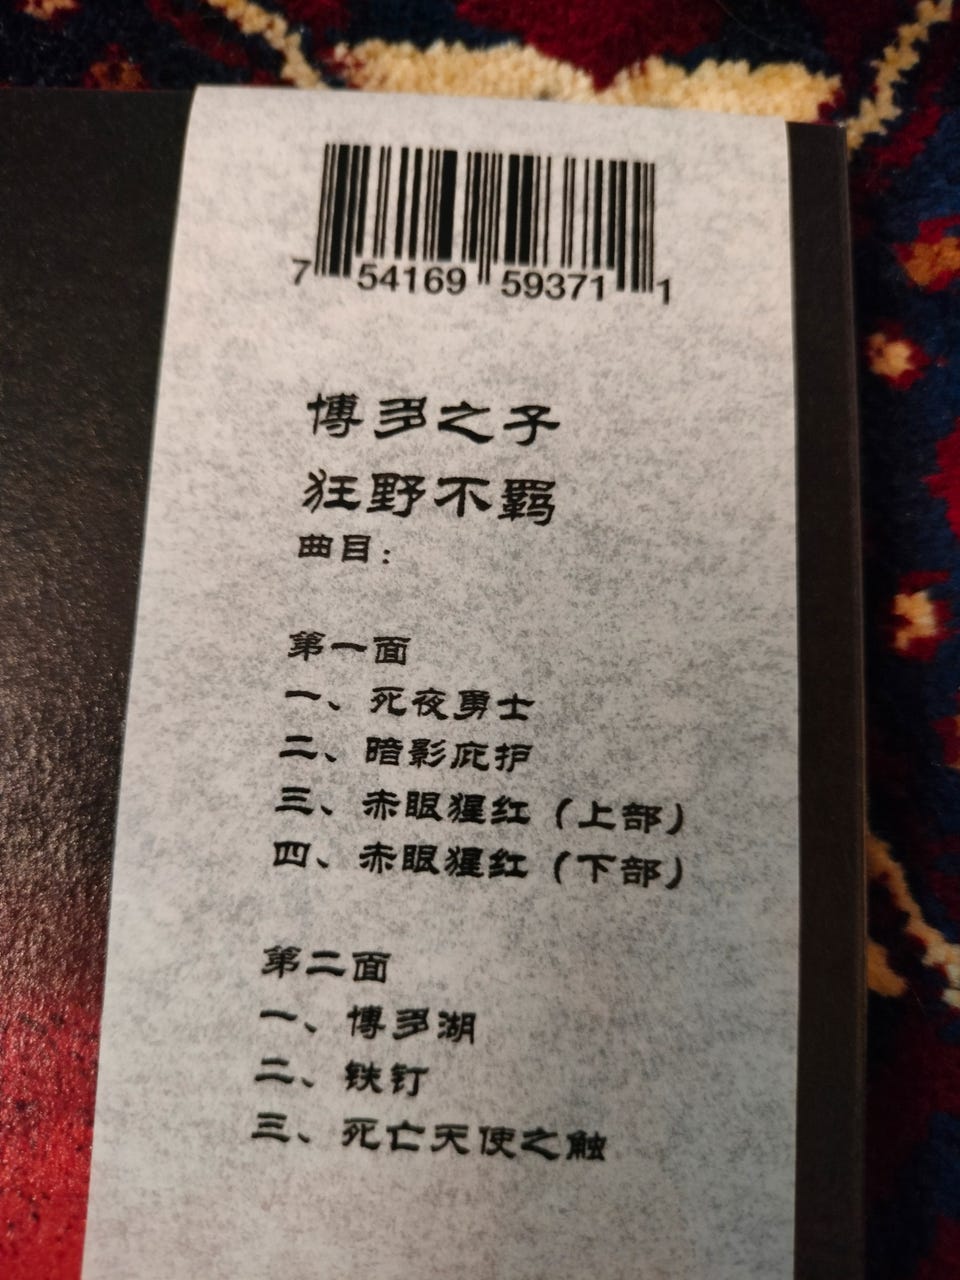 7 54169 59371 1
博多之子
狂野不羁
曲目：
第一面
一、死夜勇士
二、暗影庇护
三、赤眼猩红（上部）
四、赤眼猩红（下部）
第二面
一、博多湖
二、铁钉
三、死亡天使之触